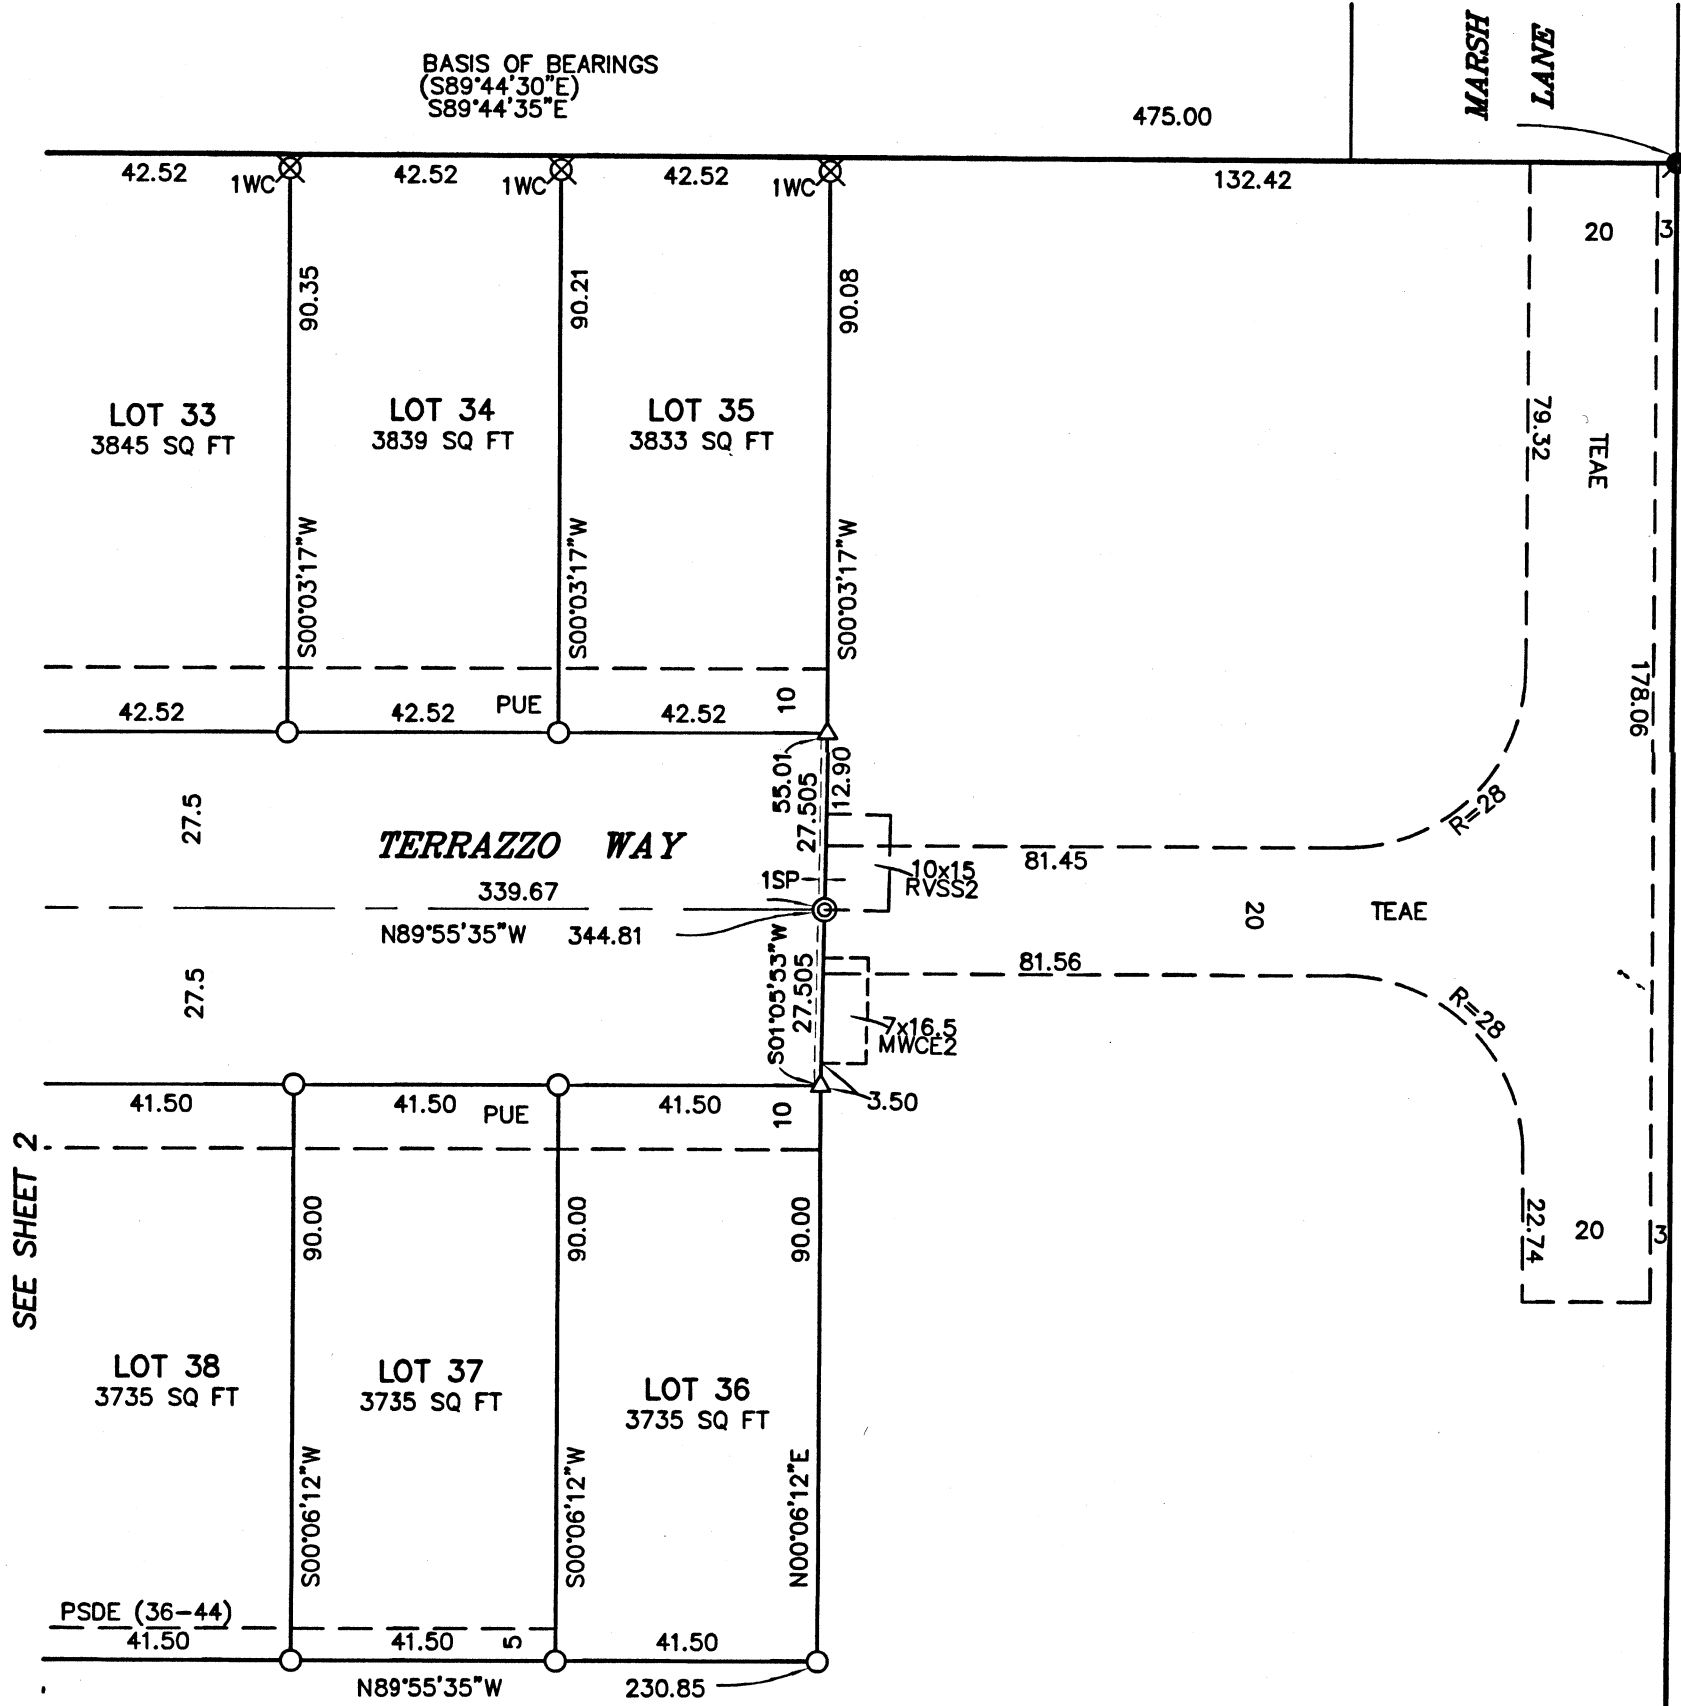 BASIS OF BEARINGS
(S89°44'30"E)
S89°44'35"E
475.00
MARSH
LANE
42.52
1WC
42.52
1WC
42.52
1WC
132.42
20
3
90.35
90.21
90.08
LOT 33
3845 SQ FT
LOT 34
3839 SQ FT
LOT 35
3833 SQ FT
79.32
TEAE
S00°03'17"W
S00°03'17"W
S00°03'17"W
178.06
42.52
42.52
PUE
42.52
10
55.01
27.505
12.90
27.5
TERRAZZO WAY
R=28
81.45
10x15
RVSS2
1SP
339.67
N89°55'35"W
344.81
20
TEAE
27.5
S01°05'53"W
27.505
81.56
7x16.5
MWCE2
R=28
3.50
41.50
41.50
PUE
41.50
10
SEE SHEET 2
90.00
90.00
90.00
22.74
20
3
LOT 38
3735 SQ FT
LOT 37
3735 SQ FT
LOT 36
3735 SQ FT
S00°06'12"W
S00°06'12"W
N00°06'12"E
PSDE (36-44)
41.50
41.50
5
41.50
N89°55'35"W
230.85